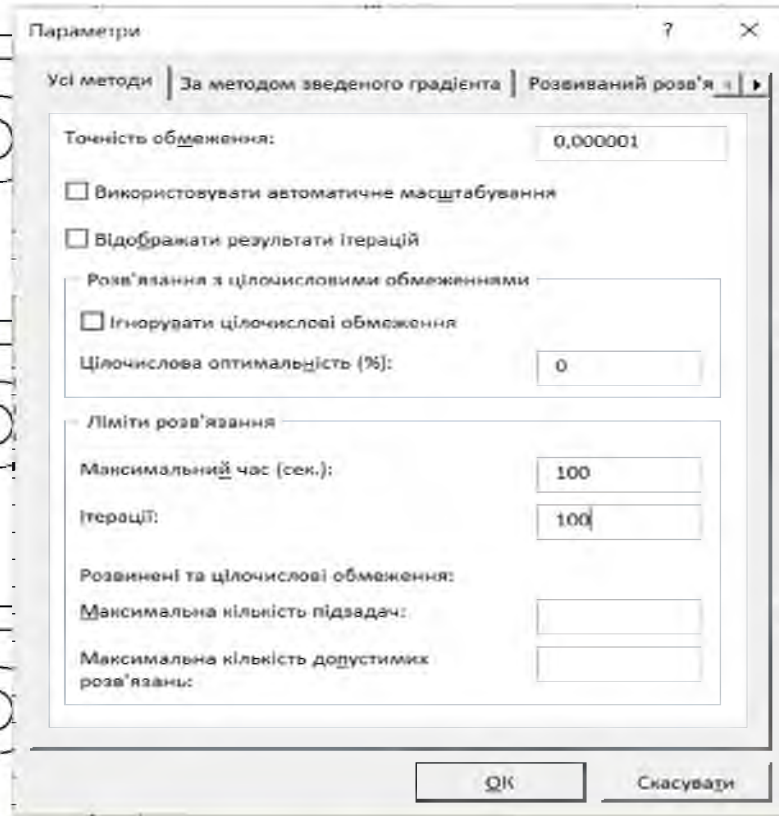 Параметри
Усі методи
За методом зведеного градієнта
Розвиваний розв'я
Точність обмеження:
0,000001
Використовувати автоматичне масштабування
Відображати результати ітерацій
Розв'язання з цілочисловими обмеженнями
Ігнорувати цілочислові обмеження
Цілочислова оптимальність (%):
0
Ліміти розв'язання
Максимальний час (сек.):
100
Ітерації:
100
Розвинені та цілочислові обмеження:
Максимальна кількість підзадач:
Максимальна кількість допустимих
розв'язань:
OK
Скасувати